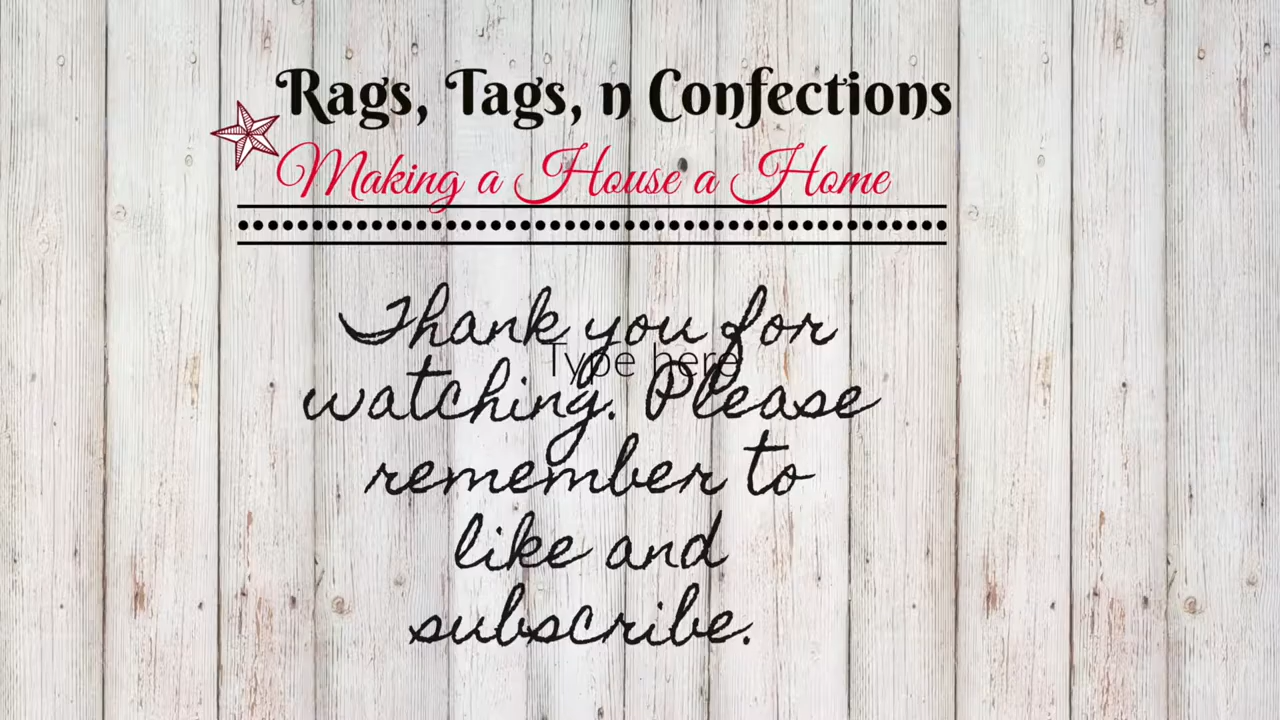 Rags, Tags, n Confections
Making a House a Home
Thank you for
Type here
watching. Please
remember to
like and
subscribe.